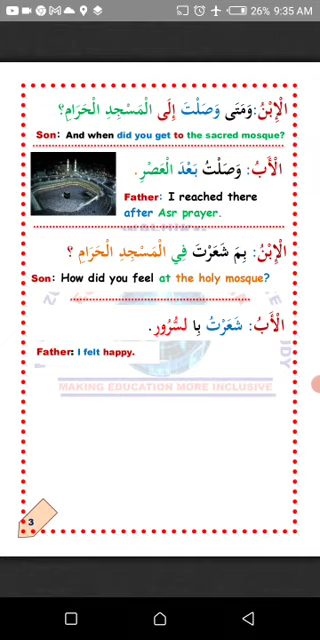 26% 9:35 AM
الْاِبْنُ: وَمَتَى وَصَلْتَ إِلَى الْمَسْجِدِ الْحَرَامِ؟
Son: And when did you get to the sacred mosque?
الْأَبُ: وَصَلْتُ بَعْدَ الْعَصْرِ.
Father: I reached there
after Asr prayer.
الْاِبْنُ: بِمَ شَعَرْتَ فِي الْمَسْجِدِ الْحَرَامِ ؟
Son: How did you feel at the holy mosque?
الْأَبُ: شَعَرْتُ بِا لسُّرُورِ.
Father: I felt happy.
MAKING EDUCATION MORE INCLUSIVE
3